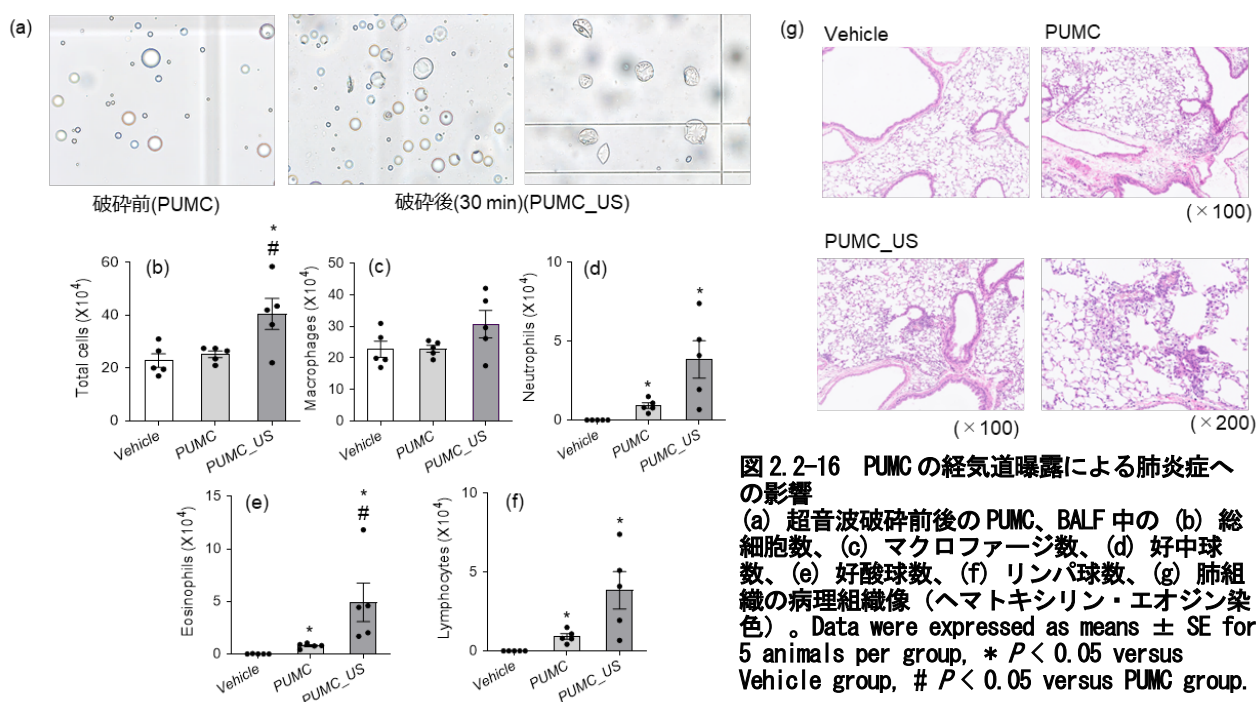 (a)
破砕前(PUMC)
破砕後(30 min)(PUMC_US)
(b)
Total cells (X10⁴)
60
40
20
0
*
#
Vehicle
PUMC
PUMC_US
(c)
Macrophages (X10⁴)
50
40
30
20
10
0
Vehicle
PUMC
PUMC_US
(d)
Neutrophils (X10⁴)
10
5
0
*
*
Vehicle
PUMC
PUMC_US
(e)
Eosinophils (X10⁴)
15
10
5
0
*
*
#
Vehicle
PUMC
PUMC_US
(f)
Lymphocytes (X10⁴)
10
5
0
*
*
Vehicle
PUMC
PUMC_US
(g)
Vehicle
PUMC
(×100)
PUMC_US
(×100)
(×200)
図 2.2-16 PUMC の経気道曝露による肺炎症へ
の影響
(a) 超音波破砕前後の PUMC、BALF 中の (b) 総
細胞数、(c) マクロファージ数、(d) 好中球
数、(e) 好酸球数、(f) リンパ球数、(g) 肺組
織の病理組織像（ヘマトキシリン・エオジン染
色）。Data were expressed as means ± SE for
5 animals per group, * P< 0.05 versus
Vehicle group, # P< 0.05 versus PUMC group.